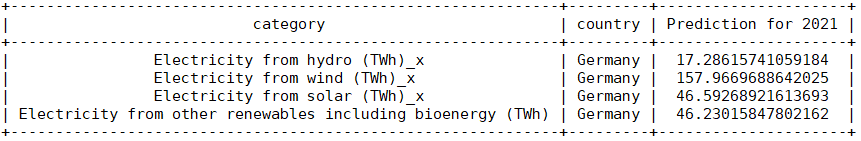 +------------------------------------------------------------+---------+---------------------+
| category | country | Prediction for 2021 |
+------------------------------------------------------------+---------+---------------------+
| Electricity from hydro (TWh)_x | Germany | 17.28615741059184 |
| Electricity from wind (TWh)_x | Germany | 157.9669688642025 |
| Electricity from solar (TWh)_x | Germany | 46.59268921613693 |
| Electricity from other renewables including bioenergy (TWh) | Germany | 46.23015847802162 |
+------------------------------------------------------------+---------+---------------------+